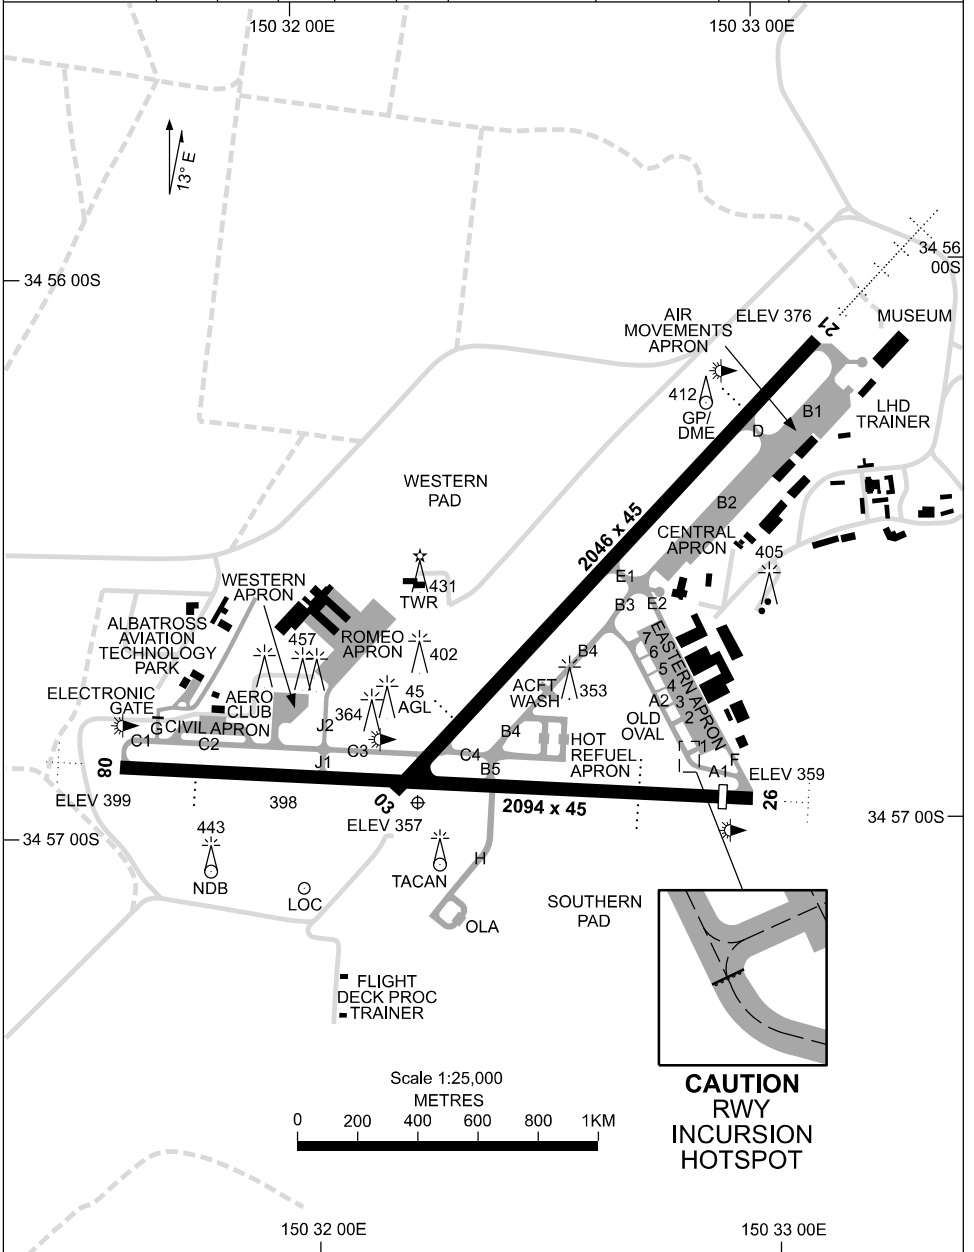 150 32 00E
150 33 00E
13° E
34 56 00S
34 56
00S
AIR
MOVEMENTS
APRON
ELEV 376
21
MUSEUM
412
GP/
DME
D
B1
LHD
TRAINER
WESTERN
PAD
B2
2046 x 45
CENTRAL
APRON
405
WESTERN
APRON
431
TWR
E1
E2
B3
ALBATROSS
AVIATION
TECHNOLOGY
PARK
457
ROMEO
APRON
402
EASTERN APRON
7
6
5
4
3
2
1
B4
353
ACFT
WASH
A2
ELECTRONIC
GATE
AERO
CLUB
45
AGL
364
OLD
OVAL
G
CIVIL APRON
J2
B4
HOT
REFUEL
APRON
C1
C2
C3
C4
J1
B5
F
A1
08
ELEV 359
ELEV 399
398
03
2094 x 45
26
ELEV 357
34 57 00S
34 57 00S
443
NDB
LOC
TACAN
H
SOUTHERN
PAD
OLA
FLIGHT
DECK PROC
TRAINER
Scale 1:25,000
METRES
0 200 400 600 800 1KM
CAUTION
RWY
INCURSION
HOTSPOT
150 32 00E
150 33 00E